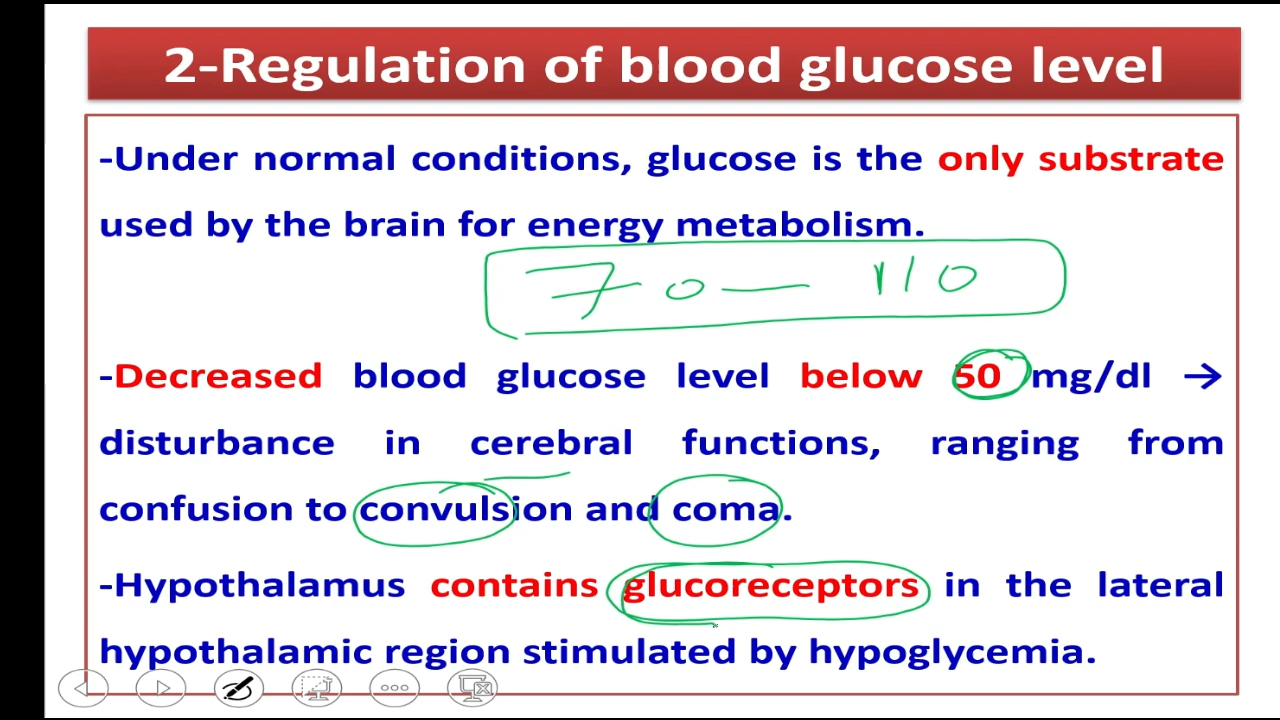 2-Regulation of blood glucose level
-Under normal conditions, glucose is the only substrate
used by the brain for energy metabolism.
70 — 110
-Decreased blood glucose level below 50 mg/dl →
disturbance in cerebral functions, ranging from
confusion to convulsion and coma.
-Hypothalamus contains glucoreceptors in the lateral
hypothalamic region stimulated by hypoglycemia.